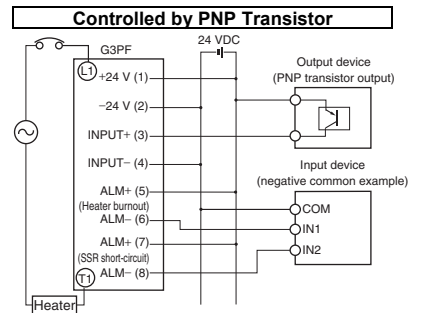 Controlled by PNP Transistor
24 VDC
G3PF
L1
+24 V (1)
−24 V (2)
INPUT+ (3)
INPUT− (4)
ALM+ (5)
(Heater burnout)
ALM− (6)
ALM+ (7)
(SSR short-circuit)
ALM− (8)
T1
Heater
Output device
(PNP transistor output)
Input device
(negative common example)
COM
IN1
IN2